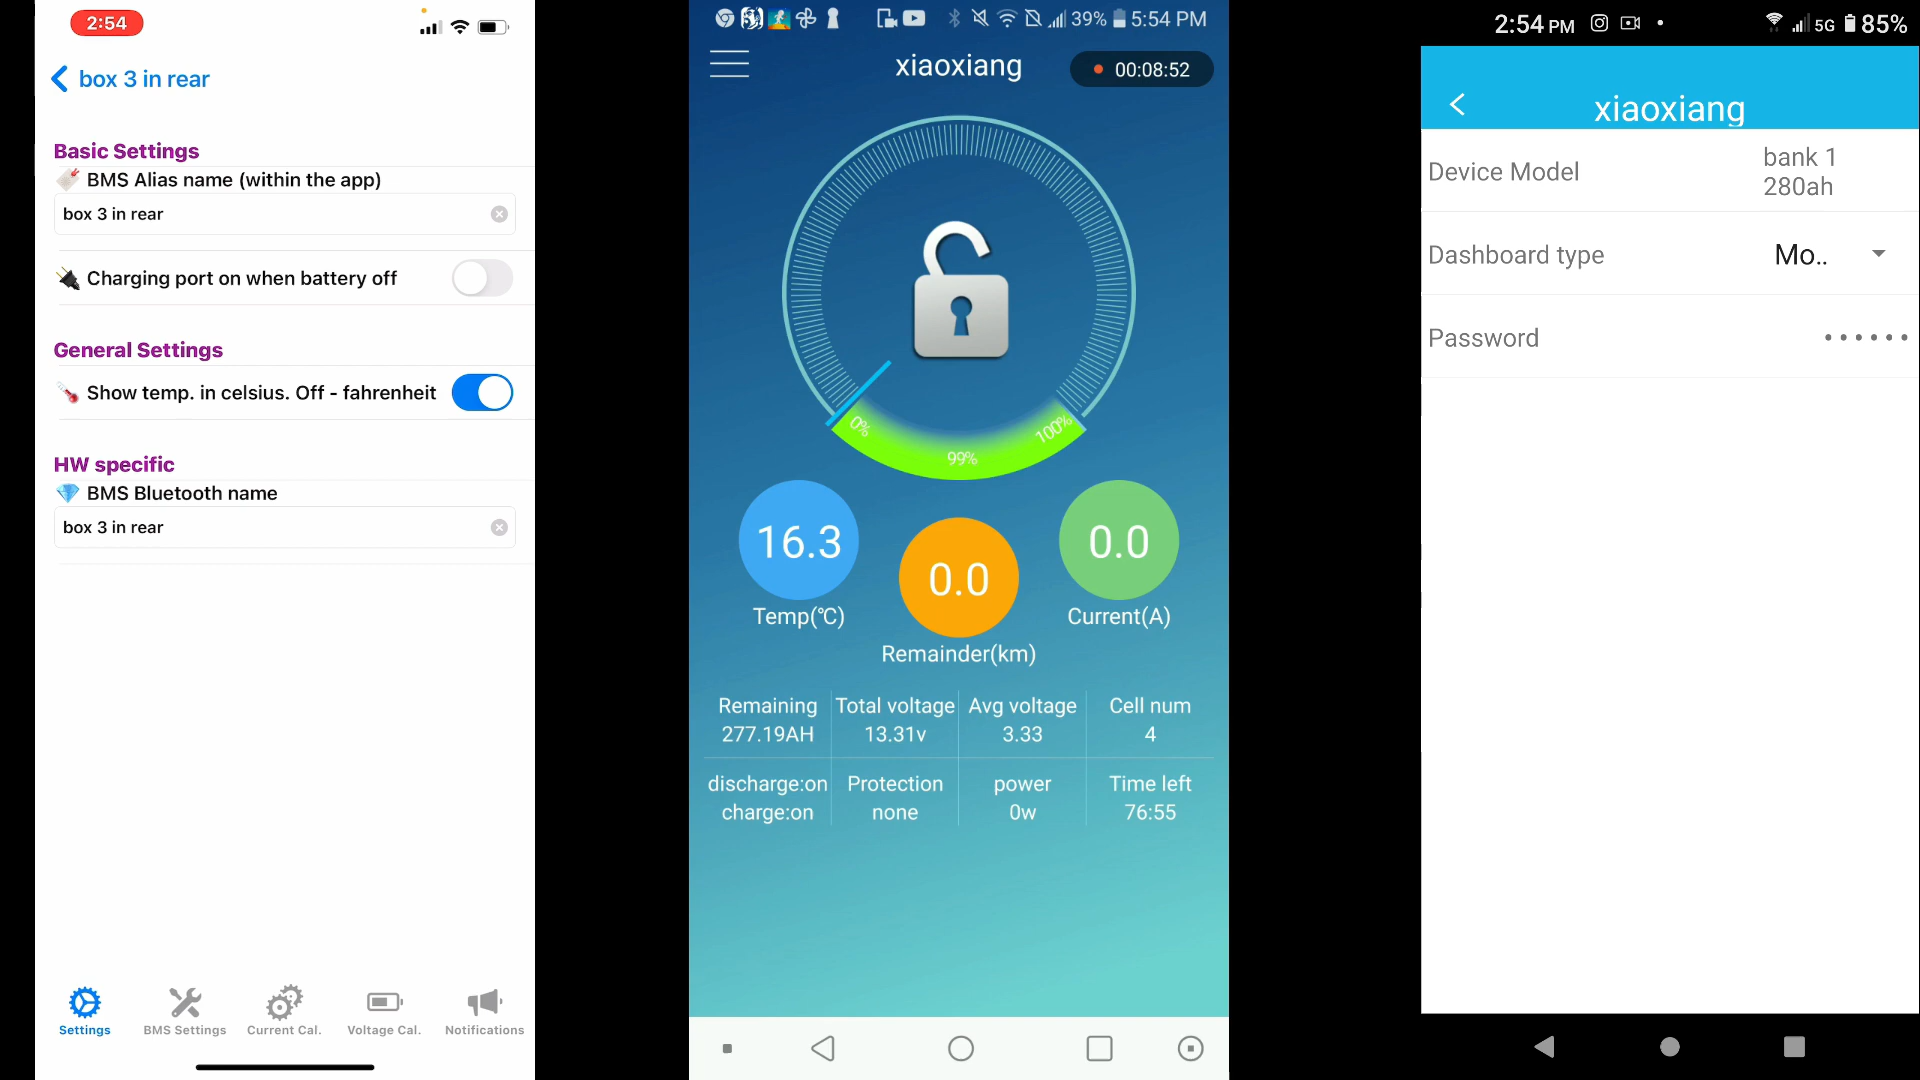 2:54
box 3 in rear
Basic Settings
BMS Alias name (within the app)
box 3 in rear
Charging port on when battery off
General Settings
Show temp. in celsius. Off - fahrenheit
HW specific
BMS Bluetooth name
box 3 in rear
Settings
BMS Settings
Current Cal.
Voltage Cal.
Notifications
39% 5:54 PM
xiaoxiang
00:08:52
0%
99%
100%
16.3
0.0
0.0
Temp(℃)
Current(A)
Remainder(km)
Remaining Total voltage Avg voltage Cell num
277.19AH 13.31v 3.33 4
discharge:on Protection power Time left
charge:on none 0w 76:55
2:54 PM 5G 85%
xiaoxiang
Device Model
bank 1
280ah
Dashboard type Mo..
Password ••••••